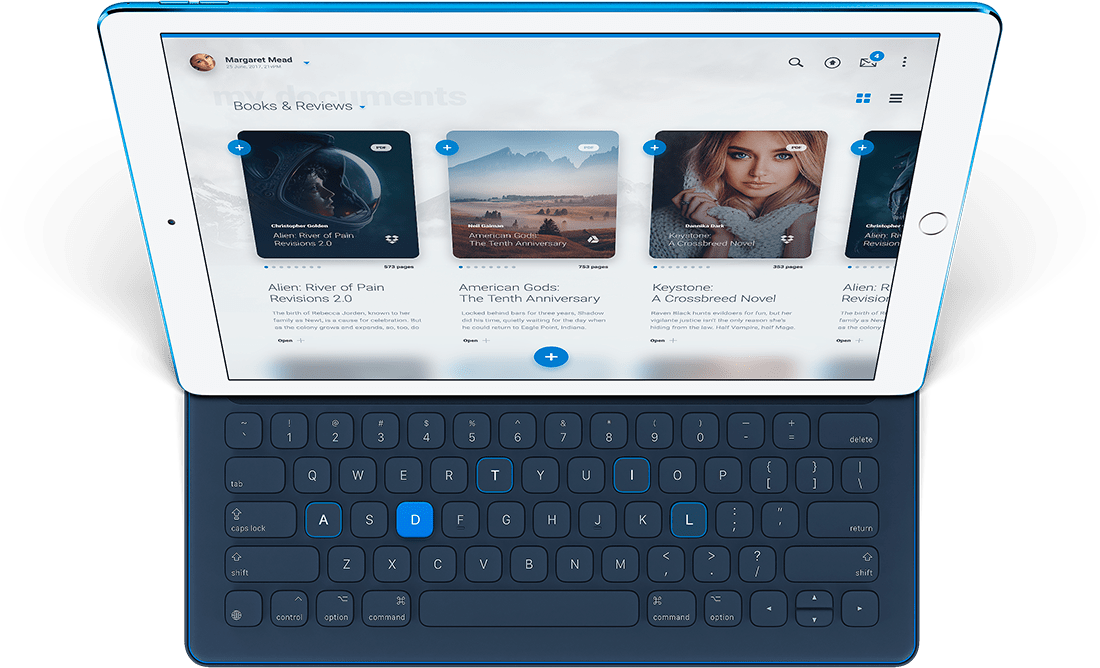 Margaret Mead
25 June, 2017, 21:PM
4
my documents
Books & Reviews
PDF
PDF
PDF
Christopher Golden
Alien: River of Pain
Revisions 2.0
Neil Gaiman
American Gods:
The Tenth Anniversary
Dannika Dark
Keystone:
A Crossbreed Novel
Christopher
Alien: River
Revisions
573 pages
753 pages
353 pages
Alien: River of Pain
Revisions 2.0
The birth of Rebecca Jorden, known to her
family as Newt, is a cause for celebration. But
as the colony grows and expands, so, too, do
Open
American Gods:
The Tenth Anniversary
Locked behind bars for three years, Shadow
did his time, quietly waiting for the day when
he could return to Eagle Point, Indiana.
Open
Keystone:
A Crossbreed Novel
Raven Black hunts evildoers for fun, but her
vigilante justice isn't the only reason she's
hiding from the law. Half Vampire, half Mage,
Open
Alien: R
Revision
The birth of
family as New
as the colony
Open
~ ! @ # $ % ^ & * ( ) — +
` 1 2 3 4 5 6 7 8 9 0 - = delete
tab Q W E R T Y U I O P { [ } ] | \
caps lock A S D F G H J K L : ; " ' return
shift Z X C V B N M < , > . ? / shift
control option command command option